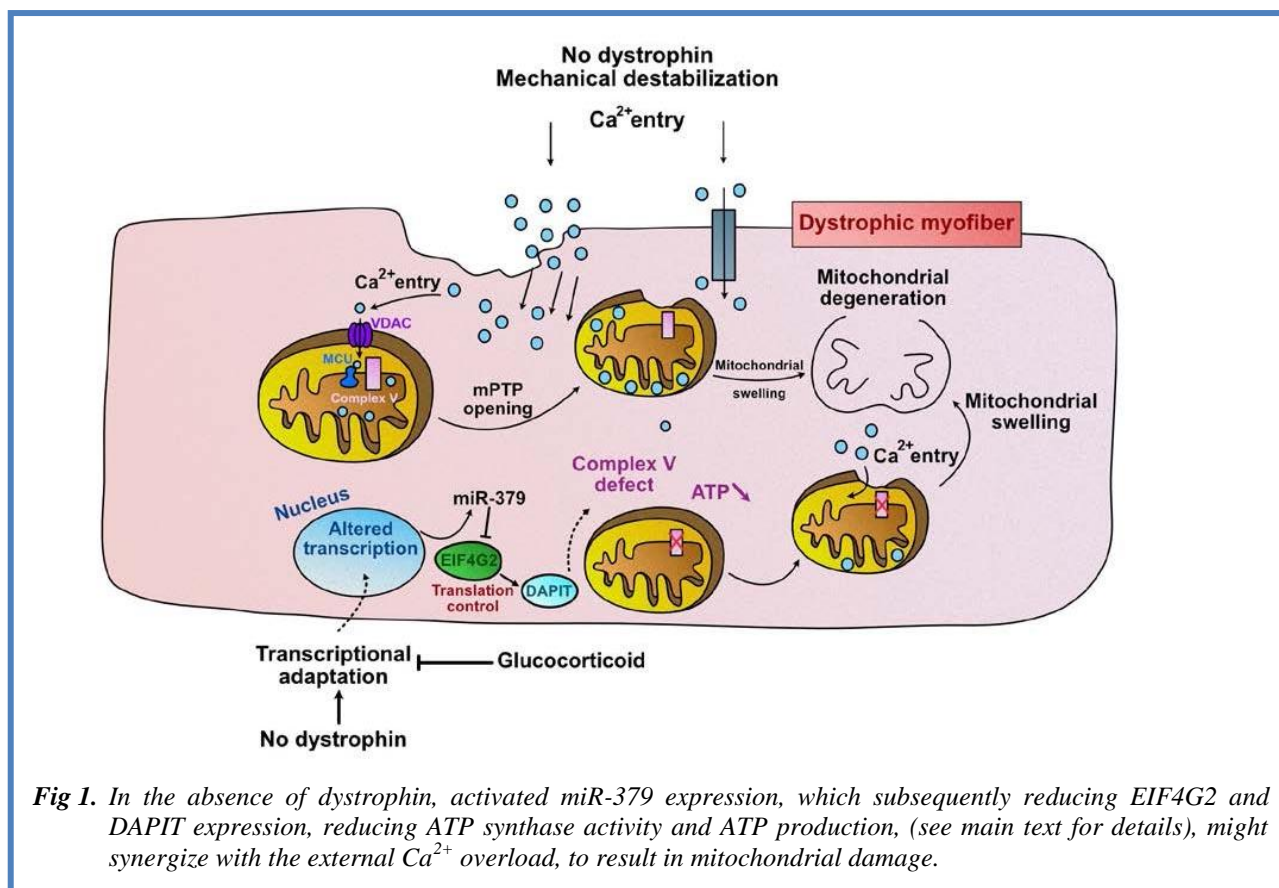 No dystrophin
Mechanical destabilization
Ca2+ entry
Dystrophic myofiber
Ca2+ entry
VDAC
MCU
Complex V
mPTP
opening
Mitochondrial
swelling
Mitochondrial
degeneration
Mitochondrial
swelling
Ca2+ entry
Complex V
defect
ATP
Nucleus
Altered
transcription
miR-379
EIF4G2
Translation
control
DAPIT
Transcriptional
adaptation
Glucocorticoid
No dystrophin
Fig 1. In the absence of dystrophin, activated miR-379 expression, which subsequently reducing EIF4G2 and
DAPIT expression, reducing ATP synthase activity and ATP production, (see main text for details), might
synergize with the external Ca2+ overload, to result in mitochondrial damage.